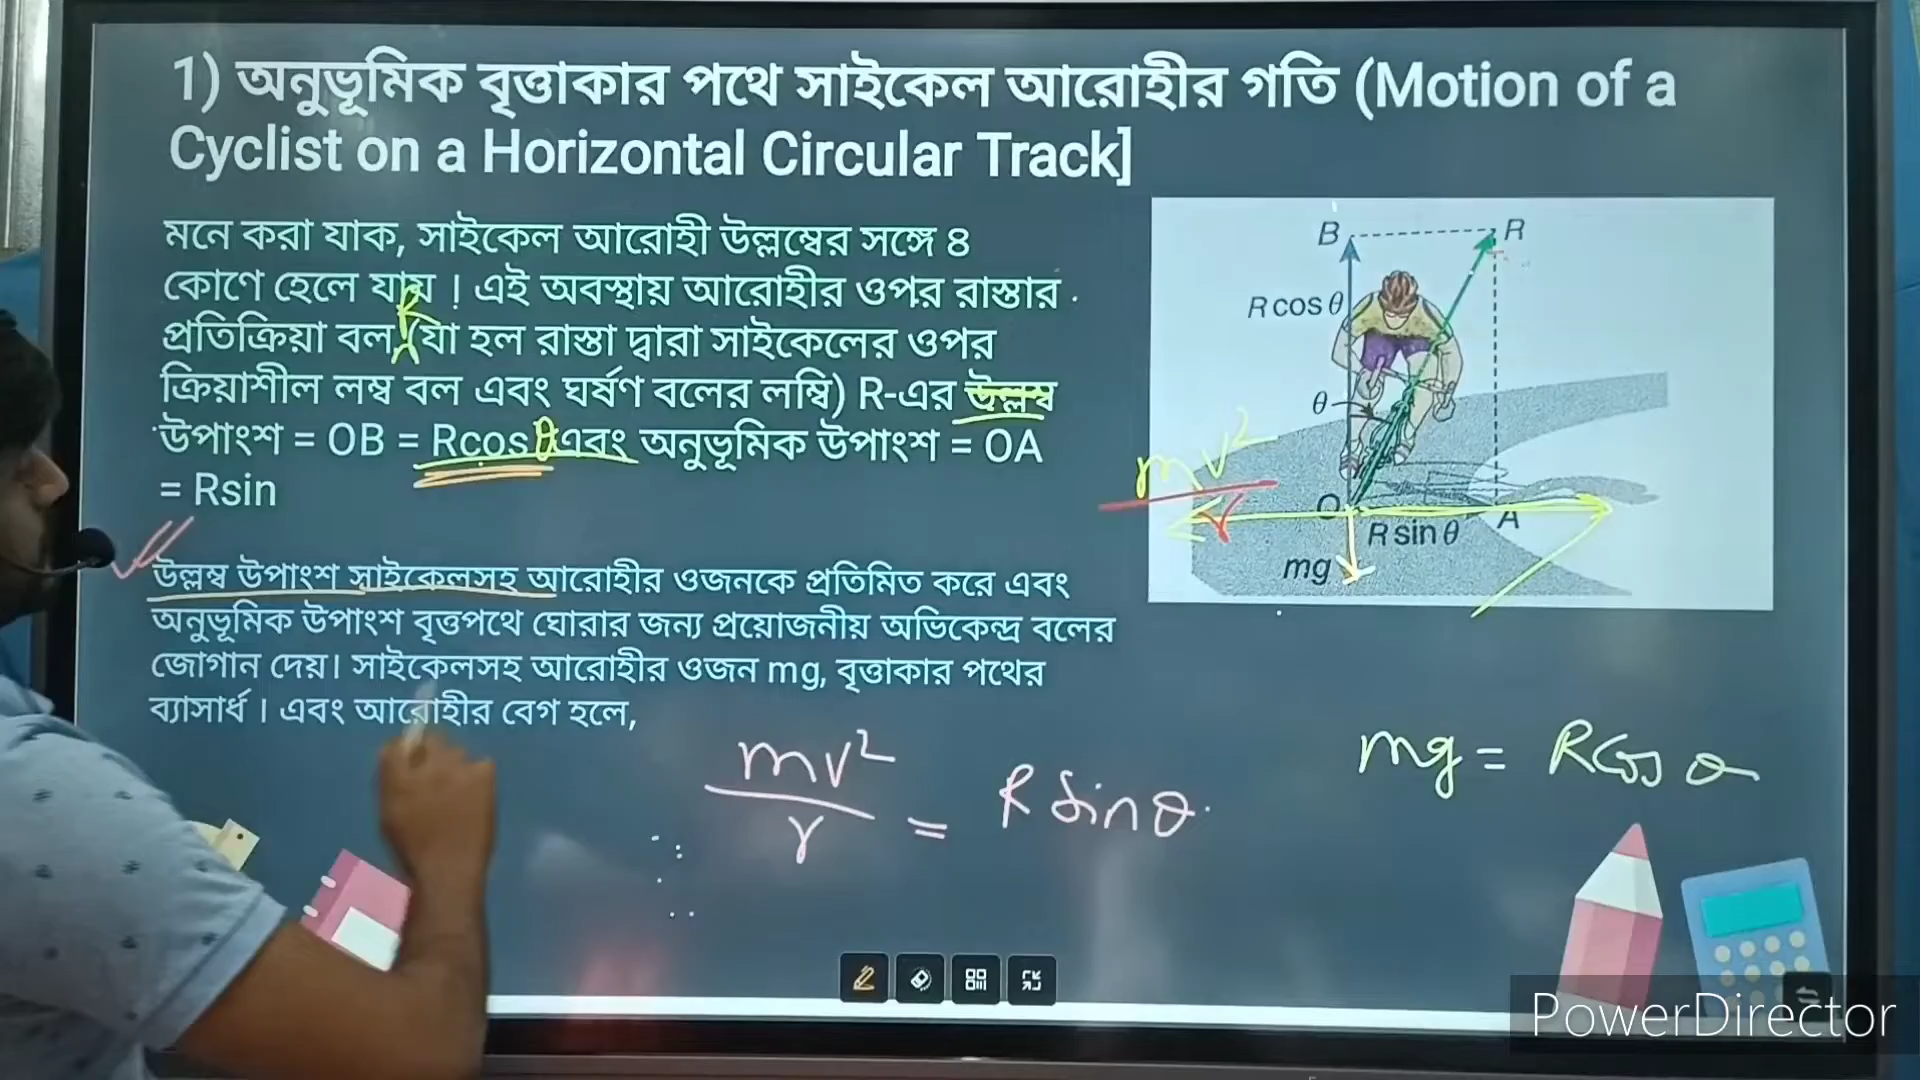 1) অনুভূমিক বৃত্তাকার পথে সাইকেল আরোহীর গতি (Motion of a
Cyclist on a Horizontal Circular Track]
মনে করা যাক, সাইকেল আরোহী উল্লম্বের সঙ্গে ৪
কোণে হেলে যায় ! এই অবস্থায় আরোহীর ওপর রাস্তার
প্রতিক্রিয়া বল (যা হল রাস্তা দ্বারা সাইকেলের ওপর
ক্রিয়াশীল লম্ব বল এবং ঘর্ষণ বলের লম্বি) R-এর উল্লম্ব
উপাংশ = OB = Rcosθ এবং অনুভূমিক উপাংশ = OA
= Rsin
উল্লম্ব উপাংশ সাইকেলসহ আরোহীর ওজনকে প্রতিমিত করে এবং
অনুভূমিক উপাংশ বৃত্তপথে ঘোরার জন্য প্রয়োজনীয় অভিকেন্দ্র বলের
জোগান দেয়। সাইকেলসহ আরোহীর ওজন mg, বৃত্তাকার পথের
ব্যাসার্ধ । এবং আরোহীর বেগ হলে,
B R
R cos θ
θ
mv²/r
O A
R sin θ
mg
mg = R cos θ
mv²/r = R sin θ
PowerDirector